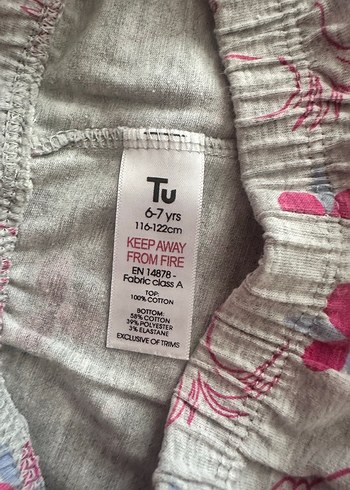 Tu
6-7 yrs
116-122cm
KEEP AWAY
FROM FIRE
EN 14878 -
Fabric class A
TOP:
100% COTTON
BOTTOM:
58% COTTON
39% POLYESTER
3% ELASTANE
EXCLUSIVE OF TRIMS